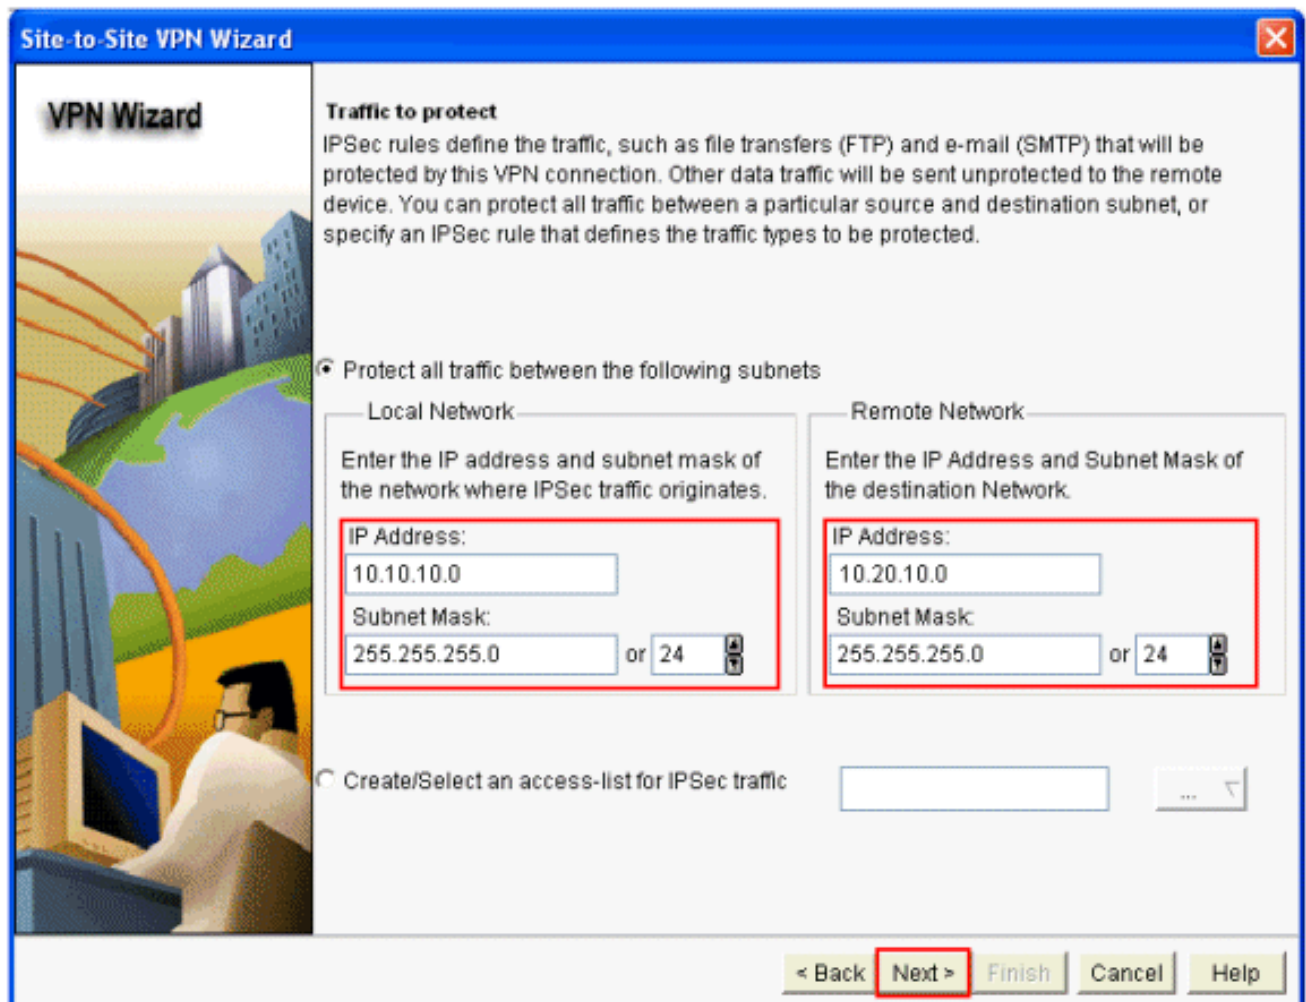 Site-to-Site VPN Wizard
VPN Wizard
Traffic to protect
IPSec rules define the traffic, such as file transfers (FTP) and e-mail (SMTP) that will be
protected by this VPN connection. Other data traffic will be sent unprotected to the remote
device. You can protect all traffic between a particular source and destination subnet, or
specify an IPSec rule that defines the traffic types to be protected.
Protect all traffic between the following subnets
Local Network
Enter the IP address and subnet mask of
the network where IPSec traffic originates.
IP Address:
10.10.10.0
Subnet Mask:
255.255.255.0 or 24
Remote Network
Enter the IP Address and Subnet Mask of
the destination Network.
IP Address:
10.20.10.0
Subnet Mask:
255.255.255.0 or 24
Create/Select an access-list for IPSec traffic
...
< Back Next > Finish Cancel Help